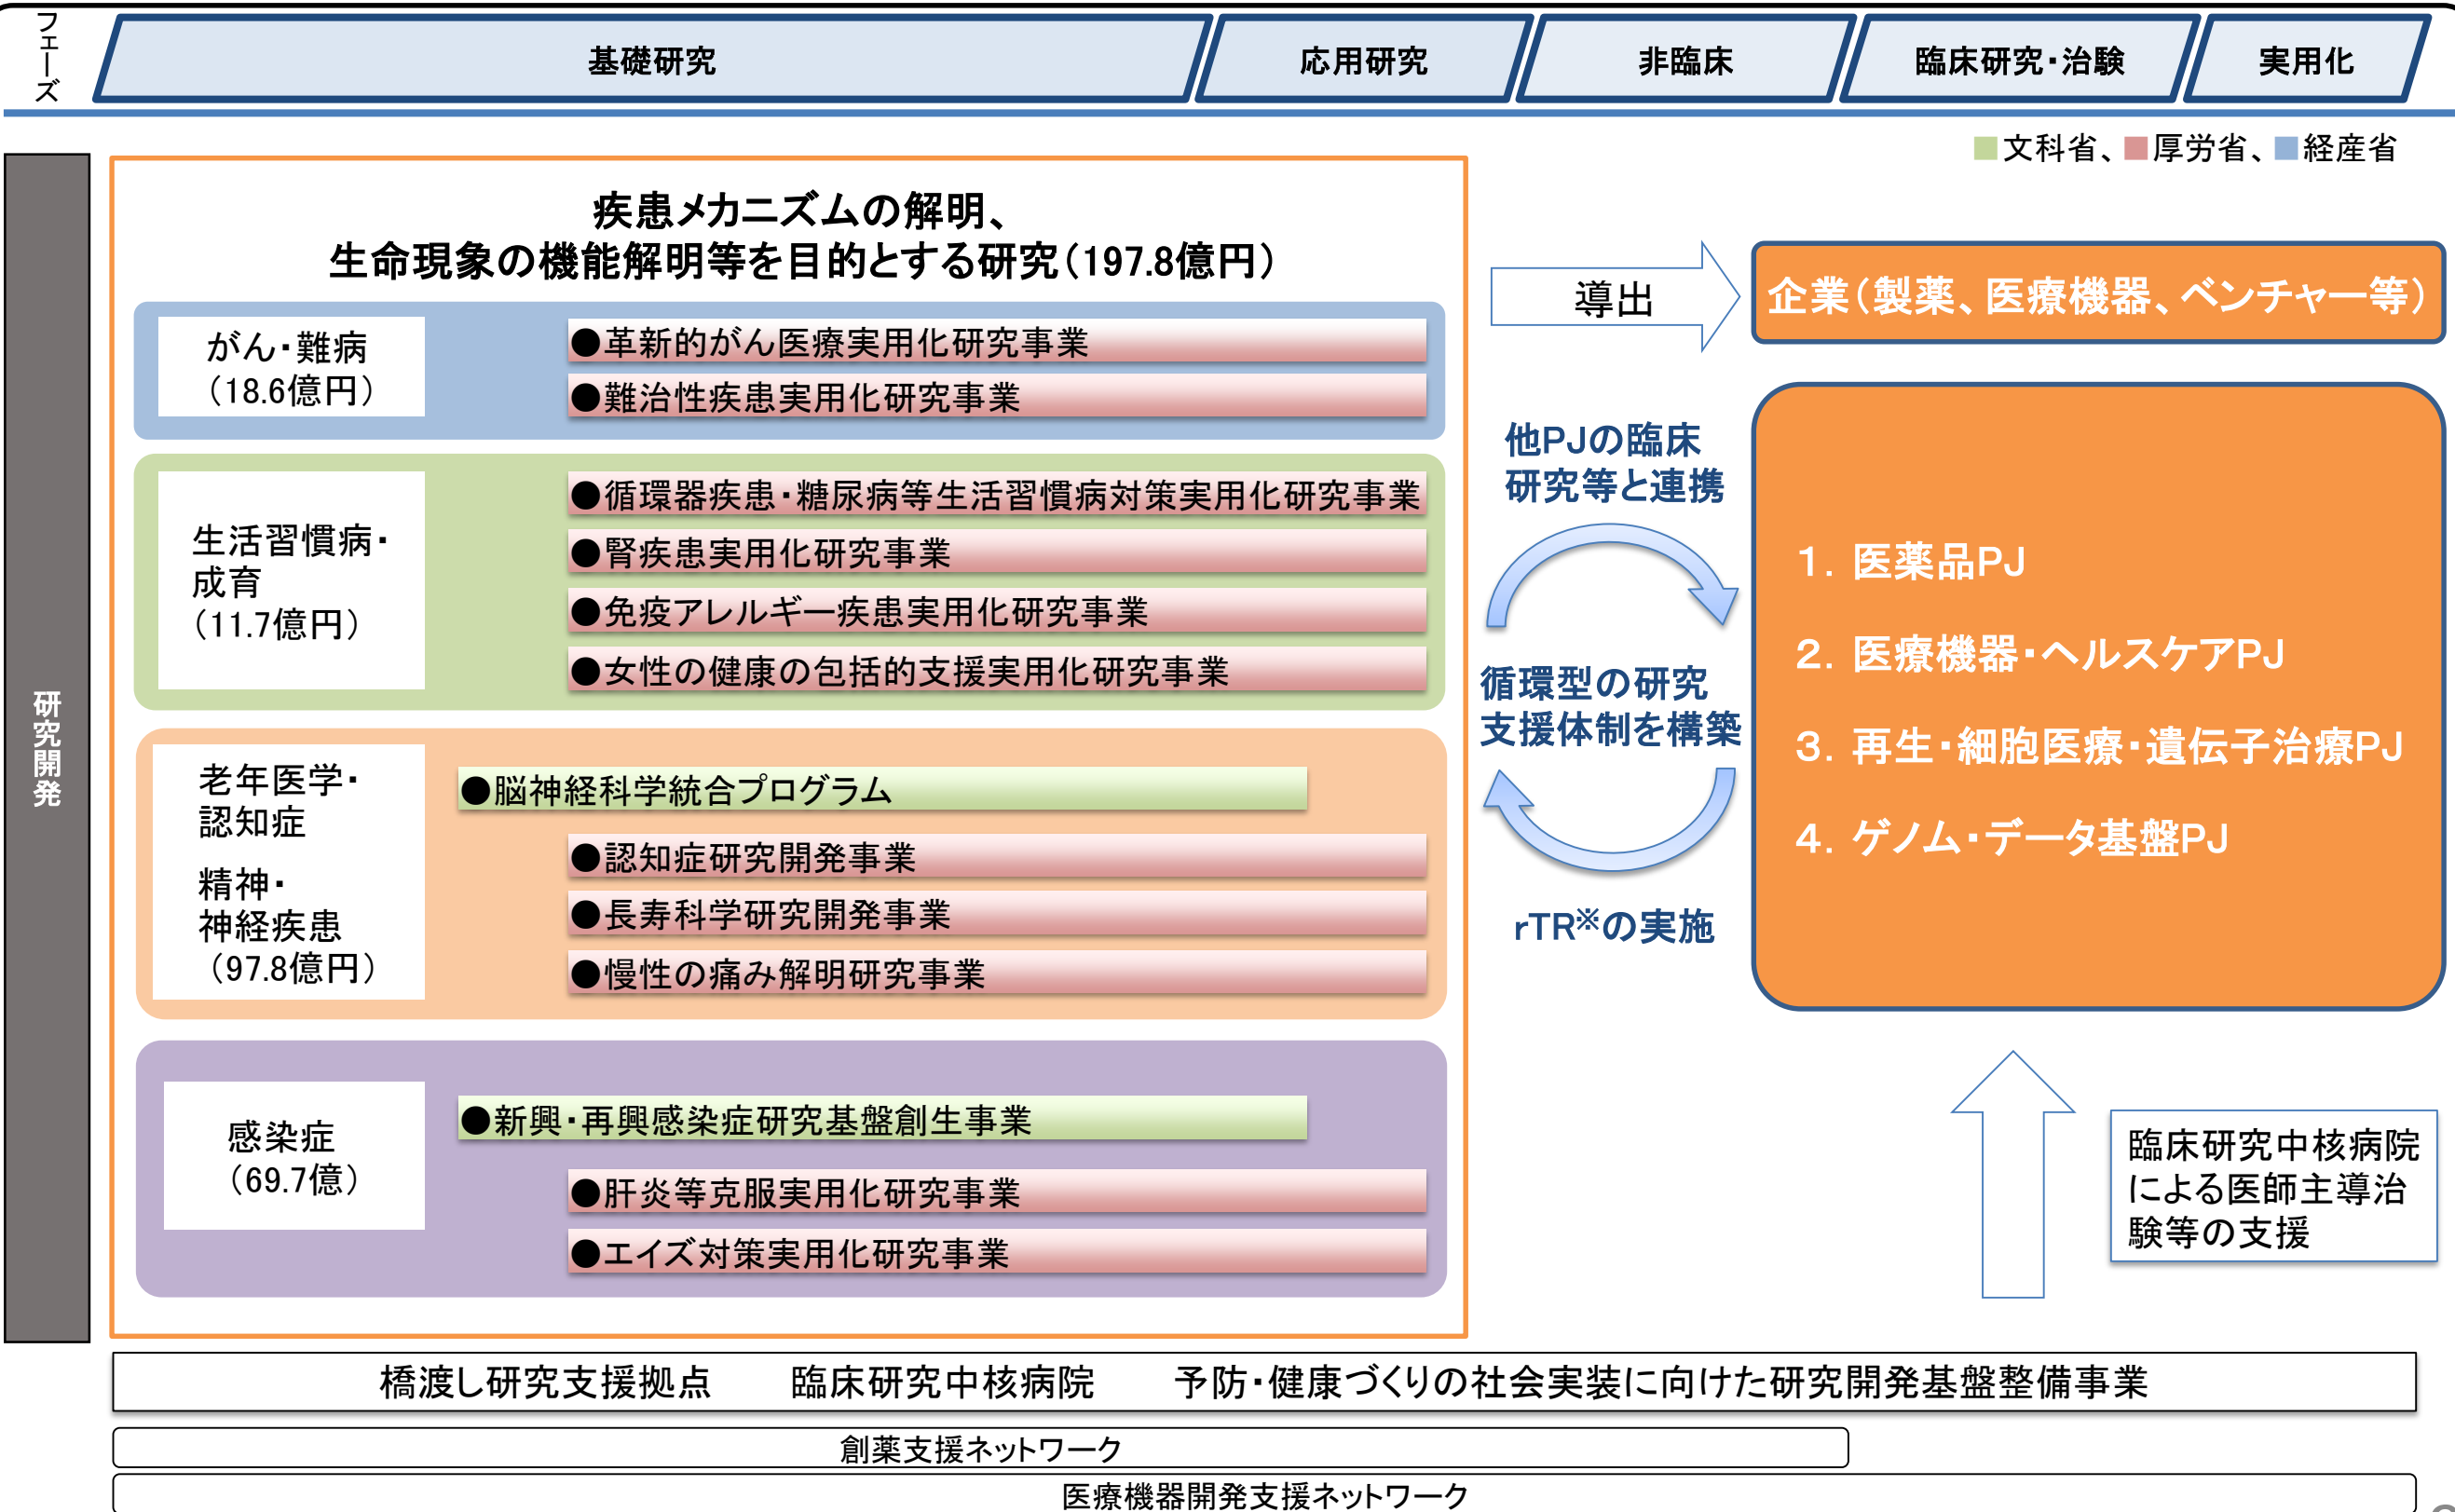 フェーズ
基礎研究
応用研究
非臨床
臨床研究・治験
実用化
■文科省、■厚労省、■経産省
研究開発
疾患メカニズムの解明、
生命現象の機能解明等を目的とする研究（197.8億円）
がん・難病
（18.6億円）
●革新的がん医療実用化研究事業
●難治性疾患実用化研究事業
生活習慣病・
成育
（11.7億円）
●循環器疾患・糖尿病等生活習慣病対策実用化研究事業
●腎疾患実用化研究事業
●免疫アレルギー疾患実用化研究事業
●女性の健康の包括的支援実用化研究事業
老年医学・
認知症
精神・
神経疾患
（97.8億円）
●脳神経科学統合プログラム
●認知症研究開発事業
●長寿科学研究開発事業
●慢性の痛み解明研究事業
感染症
（69.7億）
●新興・再興感染症研究基盤創生事業
●肝炎等克服実用化研究事業
●エイズ対策実用化研究事業
導出
企業（製薬、医療機器、ベンチャー等）
他PJの臨床
研究等と連携
循環型の研究
支援体制を構築
rTR※の実施
1. 医薬品PJ
2. 医療機器・ヘルスケアPJ
3. 再生・細胞医療・遺伝子治療PJ
4. ゲノム・データ基盤PJ
臨床研究中核病院
による医師主導治
験等の支援
橋渡し研究支援拠点　　臨床研究中核病院　　予防・健康づくりの社会実装に向けた研究開発基盤整備事業
創薬支援ネットワーク
医療機器開発支援ネットワーク